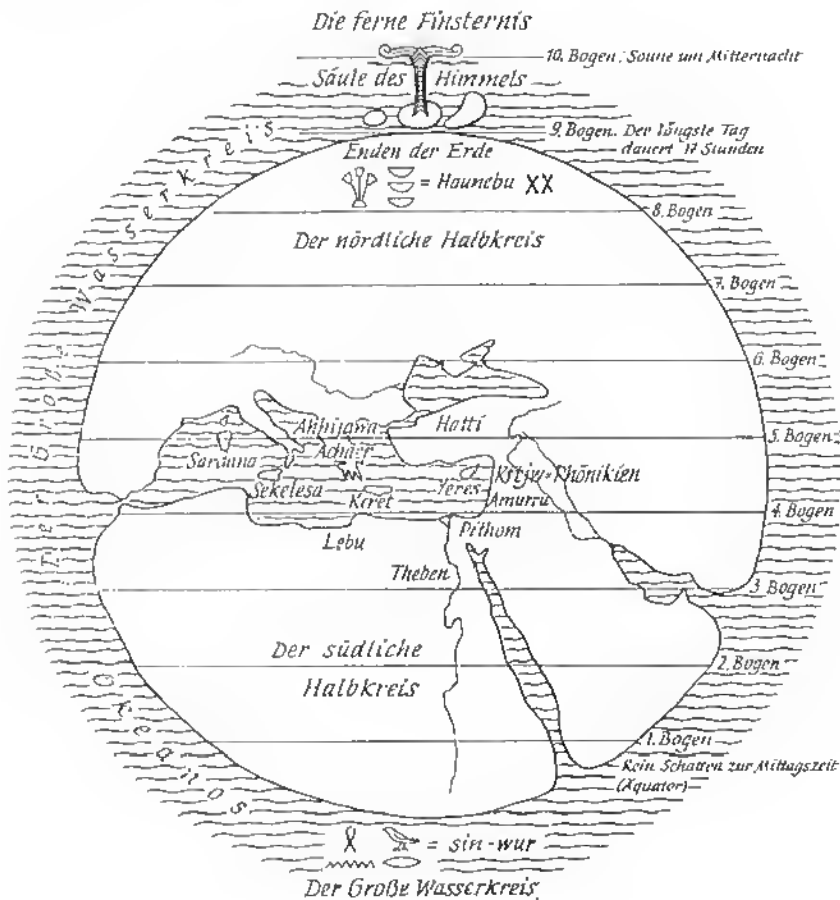 Die ferne Finsternis
10. Bogen: Sonne um Mitternacht
Säule des Himmels
9. Bogen. Der längste Tag
dauert 17 Stunden
Enden der Erde
= Haunebu XX
8. Bogen
Der nördliche Halbkreis
7. Bogen
6. Bogen
Hatti
Ahhijawa
5. Bogen
Achäer
Sardana
Sekelesa
Keret
Yeres
Kstjw-Phönikien
Amurru
4. Bogen
Lebu
Pithom
Theben
3 Bogen
Der südliche
Halbkreis
2. Bogen
1. Bogen
Kein Schatten zur Mittagszeit
(Äquator)
Der Große Wasserkreis
Okeanos
= sin-wur
Der Große Wasserkreis